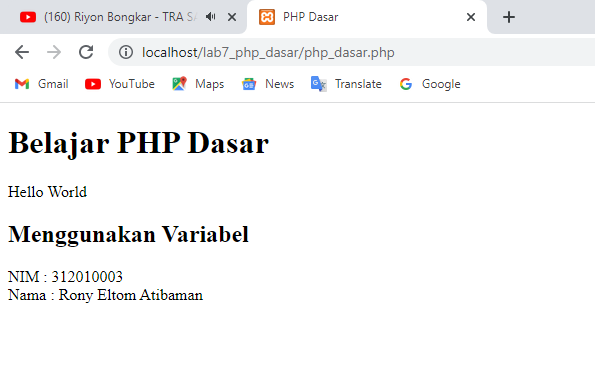 (160) Riyon Bongkar - TRA SA
PHP Dasar
localhost/lab7_php_dasar/php_dasar.php
Gmail YouTube Maps News Translate Google
Belajar PHP Dasar
Hello World
Menggunakan Variabel
NIM : 312010003
Nama : Rony Eltom Atibaman